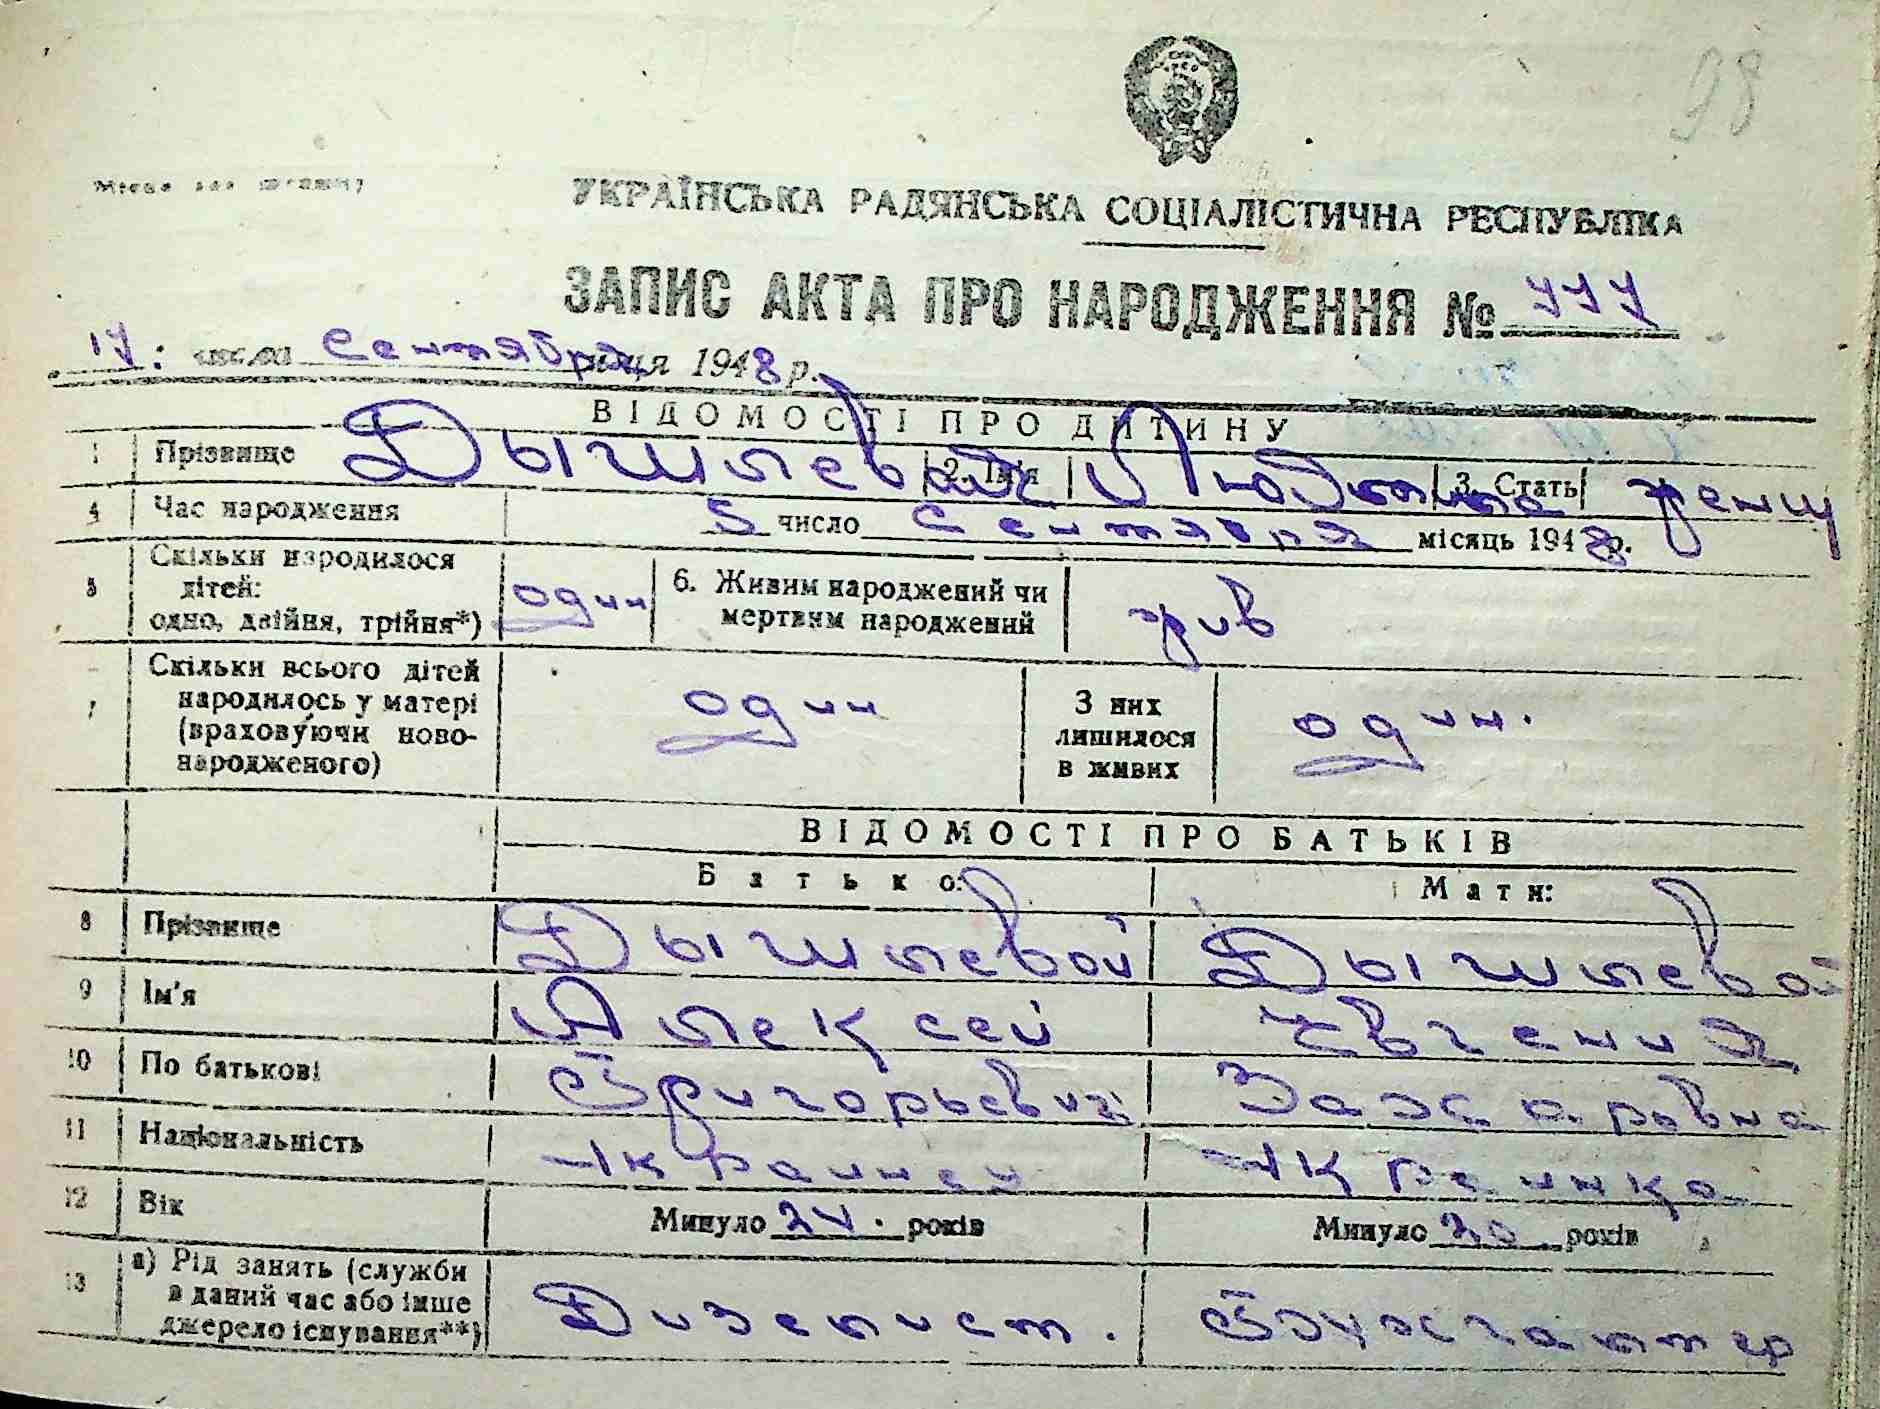 98
Місце для штампу
УКРАЇНСЬКА РАДЯНСЬКА СОЦІАЛІСТИЧНА РЕСПУБЛІКА
ЗАПИС АКТА ПРО НАРОДЖЕННЯ № 777
17: числа Сентября місяця 1948 р.
ВІДОМОСТІ ПРО ДИТИНУ
1 Прізвище Дышлевой 2. Ім'я Людмила 3. Стать женщ
4 Час народження 5 число Сентября місяць 1948 р.
5 Скільки народилося дітей: одно, двійня, трійня*) один 6. Живим народжений чи мертвим народжений жив
7 Скільки всього дітей народилось у матері (враховуючи новонародженого) один З них лишилося в живих один.
ВІДОМОСТІ ПРО БАТЬКІВ
Батько: Мати:
8 Прізвище Дышлевой Дышлевой
9 Ім'я Алексей Евгения
10 По батькові Григорьевич Захаровна
11 Національність Украинец Украинка
12 Вік Минуло 24. років Минуло 20 років
13 а) Рід занять (служби в даний час або інше джерело існування**) Дизелист. Бухгалтер